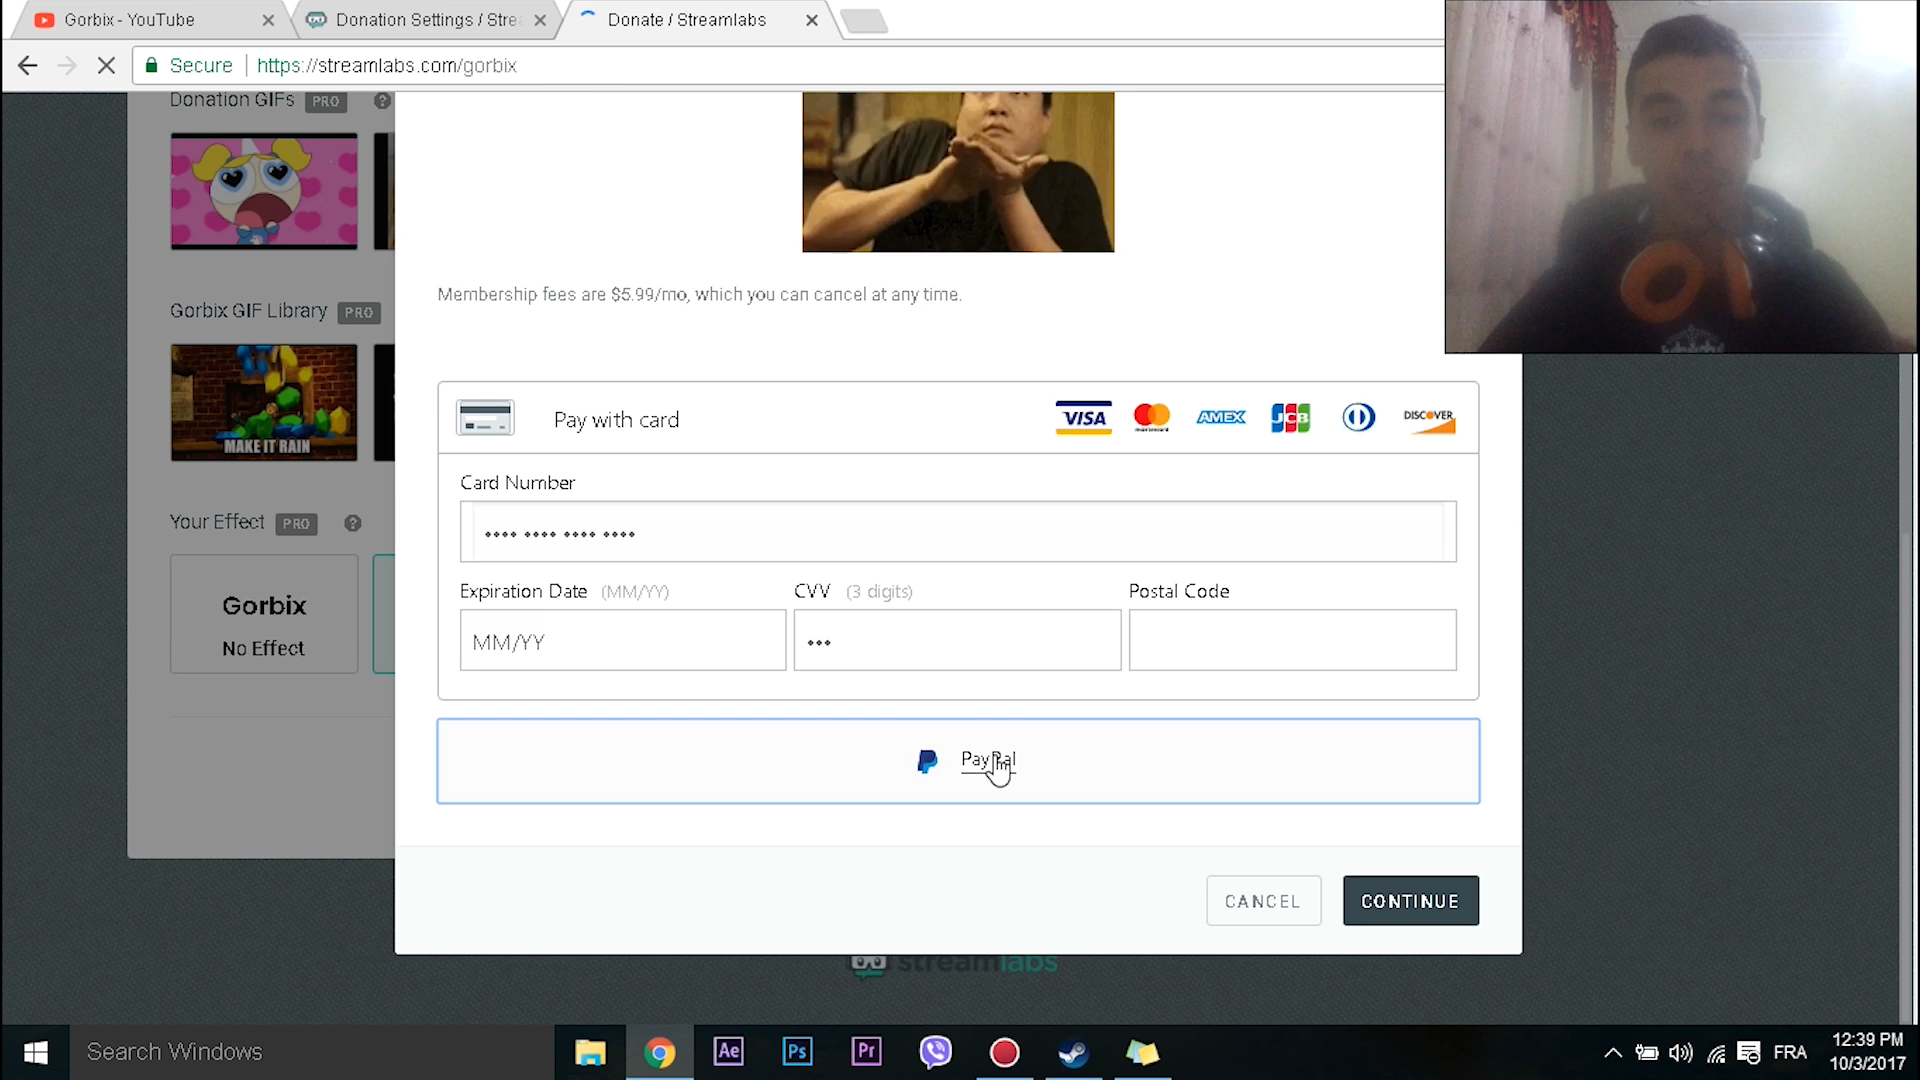 Gorbix - YouTube
Donation Settings / Stre
Donate / Streamlabs
Secure
https://streamlabs.com/gorbix
Donation GIFs PRO ?
Membership fees are $5.99/mo, which you can cancel at any time.
Gorbix GIF Library PRO
MAKE IT RAIN
Pay with card
VISA
mastercard
AMEX
JCB
DISCOVER
Card Number
•••• •••• •••• ••••
Your Effect PRO ?
Expiration Date (MM/YY)
CVV (3 digits)
Postal Code
MM/YY
•••
Gorbix
No Effect
PayPal
CANCEL
CONTINUE
streamlabs
Search Windows
Ae
Ps
Pr
FRA
12:39 PM
10/3/2017